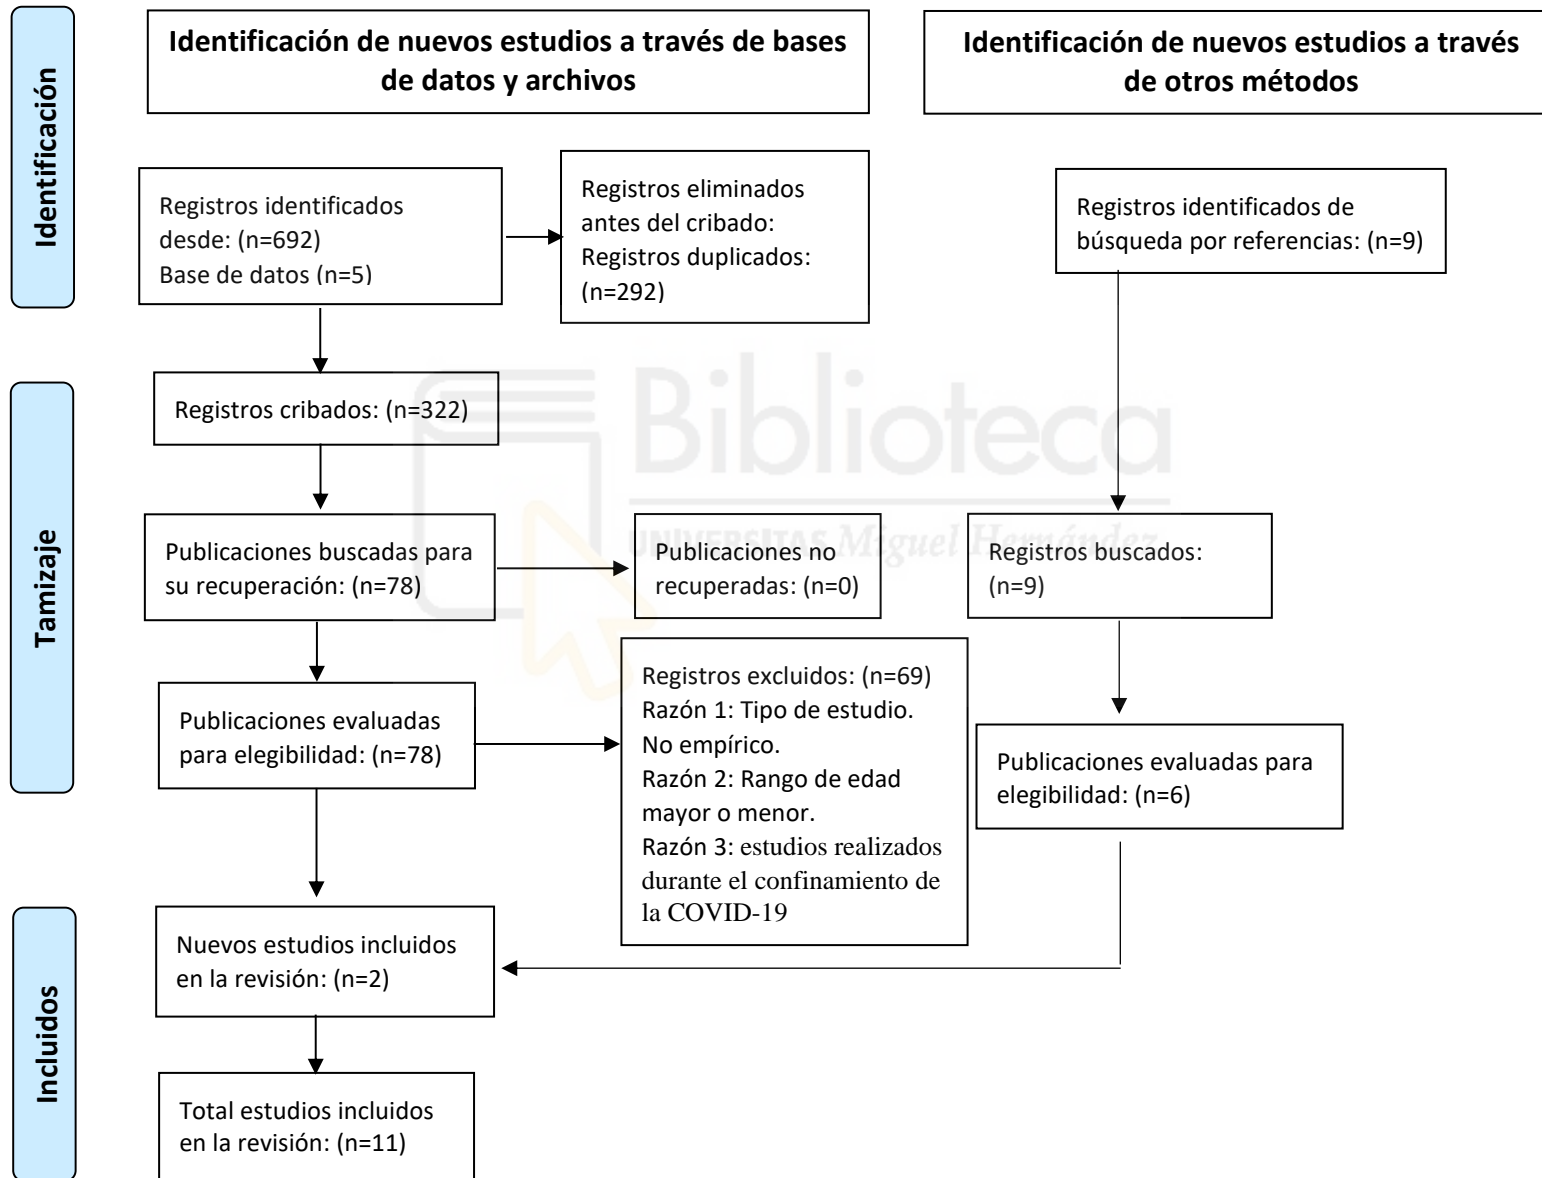 Identificación
Identificación de nuevos estudios a través de bases
de datos y archivos
Identificación de nuevos estudios a través
de otros métodos
Registros identificados
desde: (n=692)
Base de datos (n=5)
Registros eliminados
antes del cribado:
Registros duplicados:
(n=292)
Registros identificados de
búsqueda por referencias: (n=9)
Tamizaje
Registros cribados: (n=322)
Biblioteca
UNIVERSITAS Miguel Hernández
Publicaciones buscadas para
su recuperación: (n=78)
Publicaciones no
recuperadas: (n=0)
Registros buscados:
(n=9)
Publicaciones evaluadas
para elegibilidad: (n=78)
Registros excluidos: (n=69)
Razón 1: Tipo de estudio.
No empírico.
Razón 2: Rango de edad
mayor o menor.
Razón 3: estudios realizados
durante el confinamiento de
la COVID-19
Publicaciones evaluadas para
elegibilidad: (n=6)
Incluidos
Nuevos estudios incluidos
en la revisión: (n=2)
Total estudios incluidos
en la revisión: (n=11)